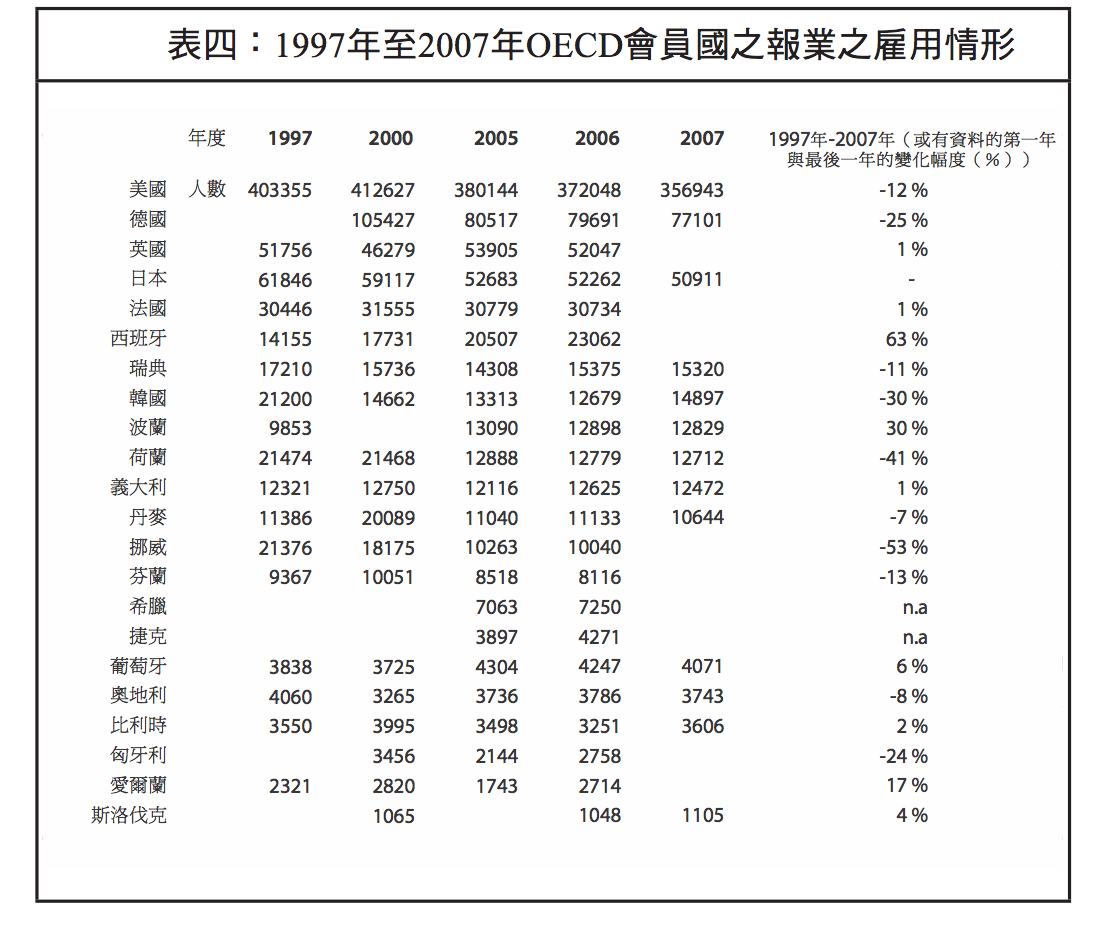 表四：1997年至2007年OECD會員國之報業之雇用情形
年度 1997 2000 2005 2006 2007 1997年-2007年（或有資料的第一年
與最後一年的變化幅度（%））
美國 人數 403355 412627 380144 372048 356943 -12 %
德國 105427 80517 79691 77101 -25 %
英國 51756 46279 53905 52047 1 %
日本 61846 59117 52683 52262 50911 -
法國 30446 31555 30779 30734 1 %
西班牙 14155 17731 20507 23062 63 %
瑞典 17210 15736 14308 15375 15320 -11 %
韓國 21200 14662 13313 12679 14897 -30 %
波蘭 9853 13090 12898 12829 30 %
荷蘭 21474 21468 12888 12779 12712 -41 %
義大利 12321 12750 12116 12625 12472 1 %
丹麥 11386 20089 11040 11133 10644 -7 %
挪威 21376 18175 10263 10040 -53 %
芬蘭 9367 10051 8518 8116 -13 %
希臘 7063 7250 n.a
捷克 3897 4271 n.a
葡萄牙 3838 3725 4304 4247 4071 6 %
奧地利 4060 3265 3736 3786 3743 -8 %
比利時 3550 3995 3498 3251 3606 2 %
匈牙利 3456 2144 2758 -24 %
愛爾蘭 2321 2820 1743 2714 17 %
斯洛伐克 1065 1048 1105 4 %